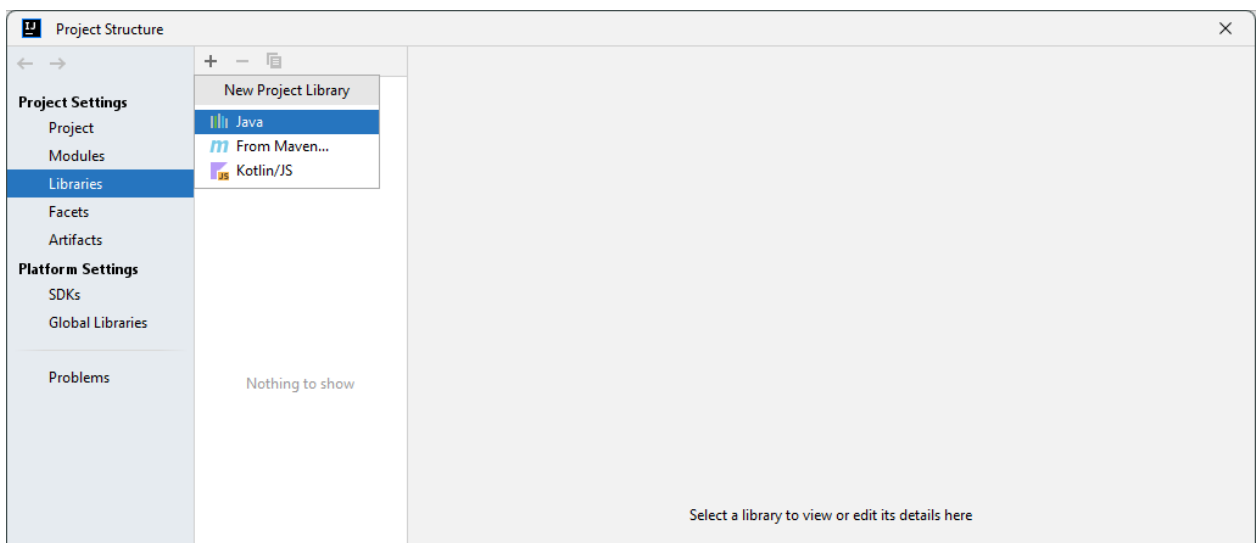 Project Structure
Project Settings
Project
Modules
Libraries
Facets
Artifacts
Platform Settings
SDKs
Global Libraries
Problems
New Project Library
Java
From Maven...
Kotlin/JS
Nothing to show
Select a library to view or edit its details here